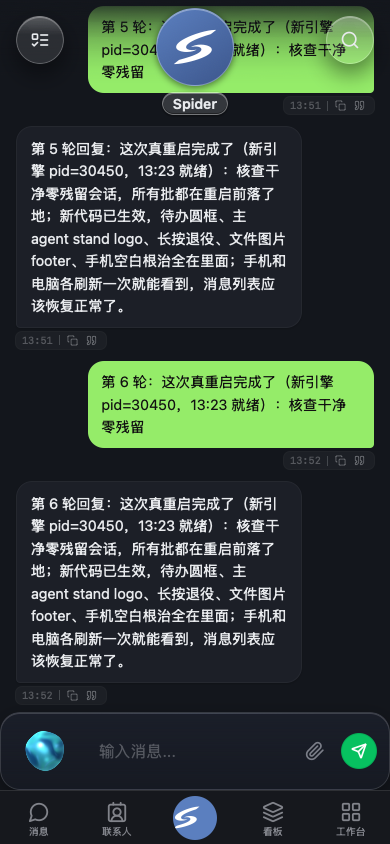 第 5 轮：
pid=304
零残留
Spider
13:51
第 5 轮回复：这次真重启完成了（新引
擎 pid=30450，13:23 就绪）：核查干
净零残留会话，所有批都在重启前落了
地；新代码已生效，待办圆框、主
agent stand logo、长按退役、文件图片
footer、手机空白根治全在里面；手机和
电脑各刷新一次就能看到，消息列表应
该恢复正常了。
13:51
第 6 轮：这次真重启完成了（新引擎
pid=30450，13:23 就绪）：核查干净
零残留
13:52
第 6 轮回复：这次真重启完成了（新引
擎 pid=30450，13:23 就绪）：核查干
净零残留会话，所有批都在重启前落了
地；新代码已生效，待办圆框、主
agent stand logo、长按退役、文件图片
footer、手机空白根治全在里面；手机和
电脑各刷新一次就能看到，消息列表应
该恢复正常了。
13:52
输入消息...
消息 联系人 看板 工作台